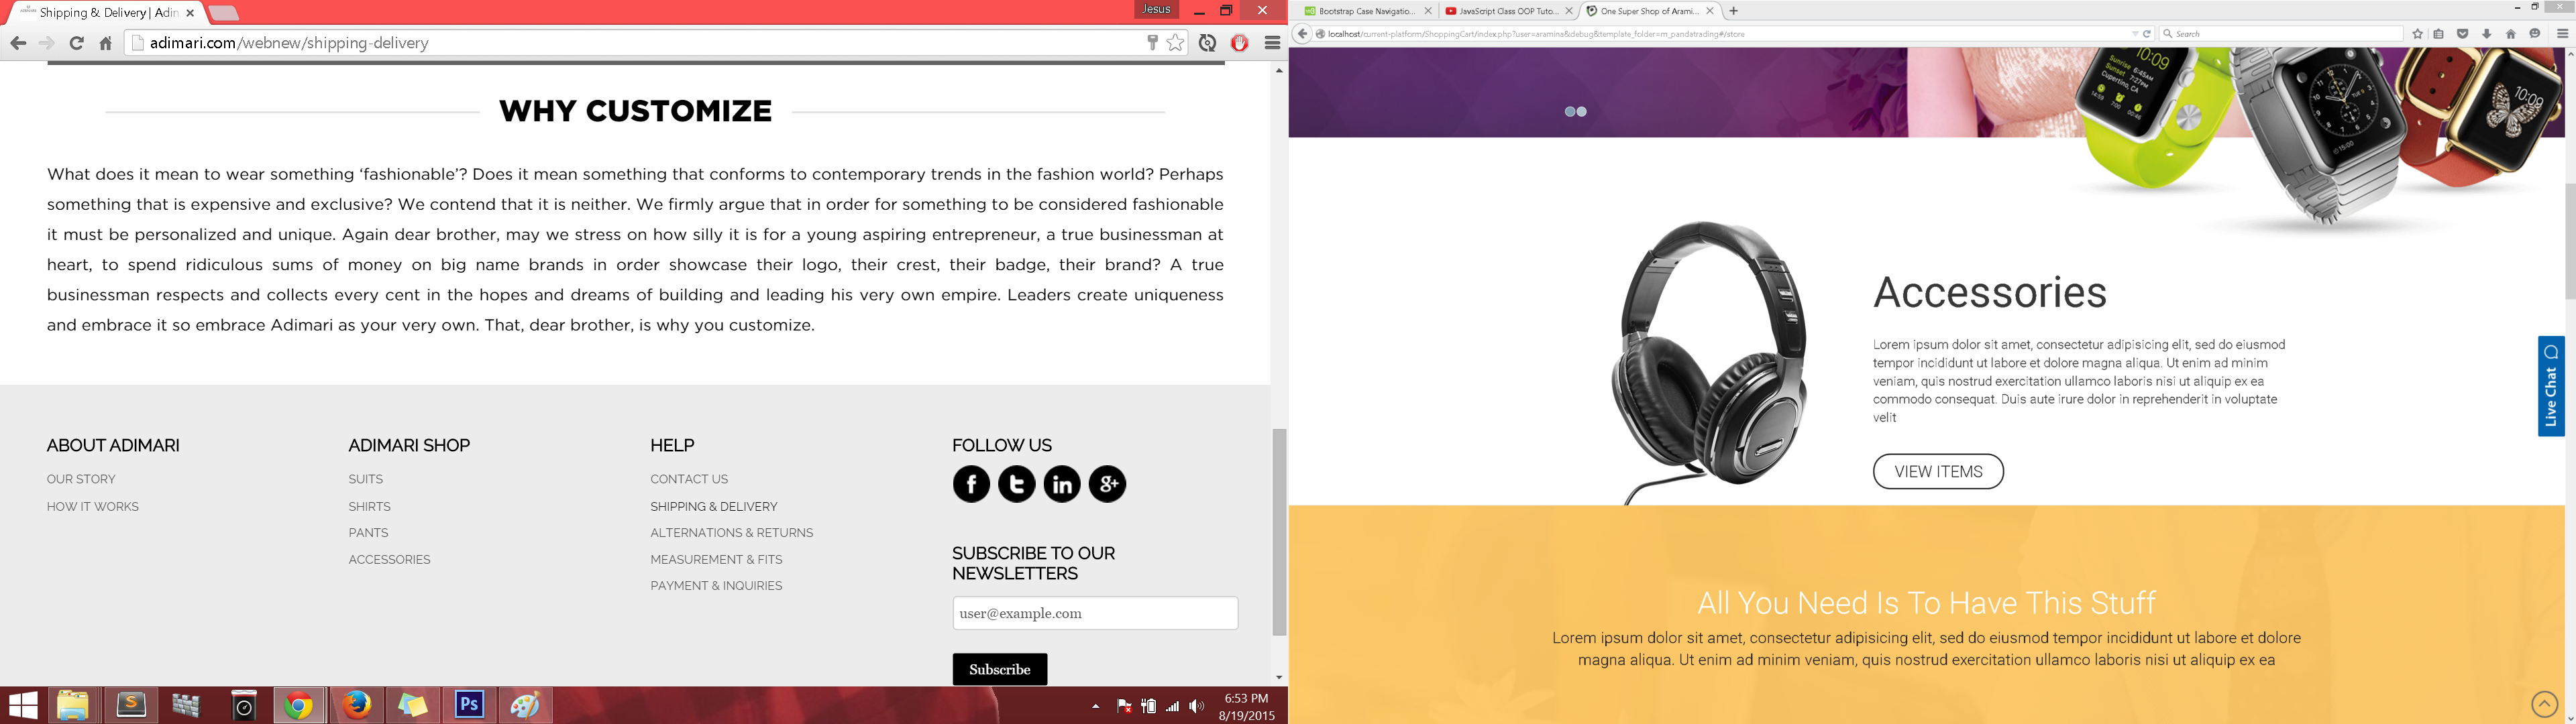 Shipping & Delivery | Adin
Jesus
adimari.com/webnew/shipping-delivery
WHY CUSTOMIZE
What does it mean to wear something ‘fashionable’? Does it mean something that conforms to contemporary trends in the fashion world? Perhaps
something that is expensive and exclusive? We contend that it is neither. We firmly argue that in order for something to be considered fashionable
it must be personalized and unique. Again dear brother, may we stress on how silly it is for a young aspiring entrepreneur, a true businessman at
heart, to spend ridiculous sums of money on big name brands in order showcase their logo, their crest, their badge, their brand? A true
businessman respects and collects every cent in the hopes and dreams of building and leading his very own empire. Leaders create uniqueness
and embrace it so embrace Adimari as your very own. That, dear brother, is why you customize.
ABOUT ADIMARI
OUR STORY
HOW IT WORKS
ADIMARI SHOP
SUITS
SHIRTS
PANTS
ACCESSORIES
HELP
CONTACT US
SHIPPING & DELIVERY
ALTERNATIONS & RETURNS
MEASUREMENT & FITS
PAYMENT & INQUIRIES
FOLLOW US
SUBSCRIBE TO OUR
NEWSLETTERS
user@example.com
Subscribe
Ps
6:53 PM
8/19/2015
Bootstrap Case Navigatio...
JavaScript Class OOP Tuto...
One Super Shop of Arami...
localhost/current-platform/ShoppingCart/index.php?user=aramina&debug&template_folder=m_pandatrading#/store
Search
10:09
Sunrise 6:45AM
Sunset 7:27PM
Cupertino, CA
10:09
Accessories
Lorem ipsum dolor sit amet, consectetur adipisicing elit, sed do eiusmod
tempor incididunt ut labore et dolore magna aliqua. Ut enim ad minim
veniam, quis nostrud exercitation ullamco laboris nisi ut aliquip ex ea
commodo consequat. Duis aute irure dolor in reprehenderit in voluptate
velit
VIEW ITEMS
Live Chat
All You Need Is To Have This Stuff
Lorem ipsum dolor sit amet, consectetur adipisicing elit, sed do eiusmod tempor incididunt ut labore et dolore
magna aliqua. Ut enim ad minim veniam, quis nostrud exercitation ullamco laboris nisi ut aliquip ex ea